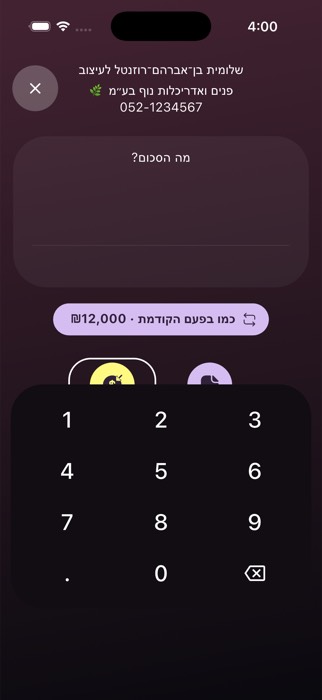 4:00
שלומית בן־אברהם־רוזנטל לעיצוב
פנים ואדריכלות נוף בע״מ 🌿
052-1234567
מה הסכום?
כמו בפעם הקודמת · ₪12,000
1 2 3
4 5 6
7 8 9
. 0